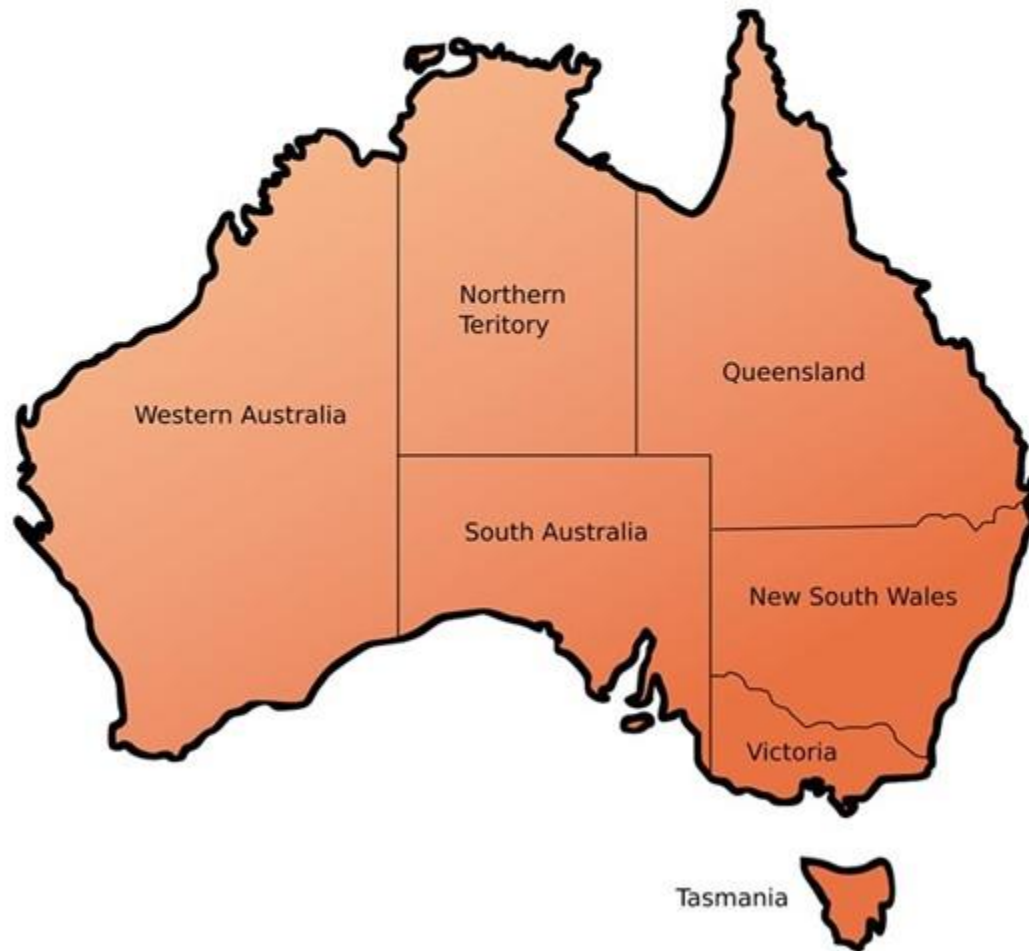 Northern
Teritory
Queensland
Western Australia
South Australia
New South Wales
Victoria
Tasmania